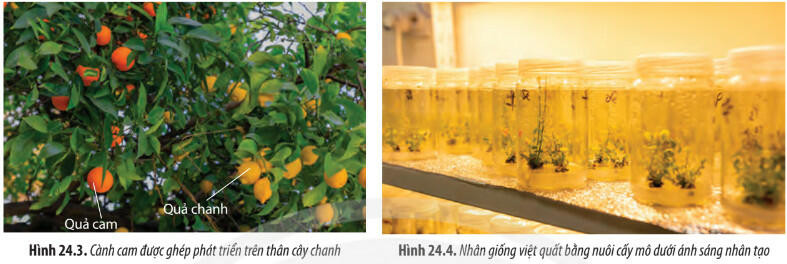 Quả cam
Quả chanh
Hình 24.3. Cành cam được ghép phát triển trên thân cây chanh
Hình 24.4. Nhân giống việt quất bằng nuôi cấy mô dưới ánh sáng nhân tạo